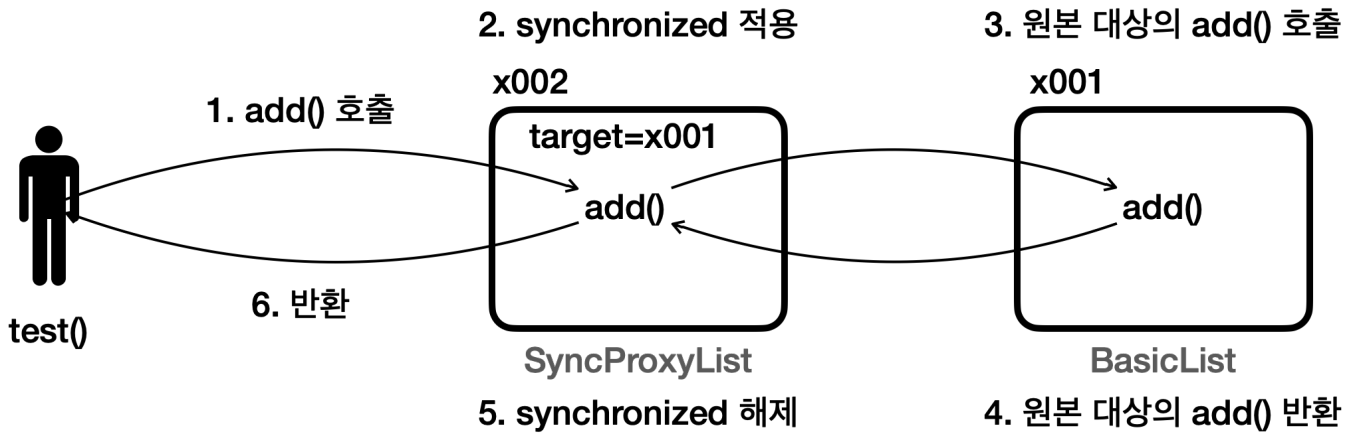 2. synchronized 적용
3. 원본 대상의 add() 호출
x002
x001
1. add() 호출
target=x001
add()
add()
6. 반환
test()
SyncProxyList
BasicList
5. synchronized 해제
4. 원본 대상의 add() 반환